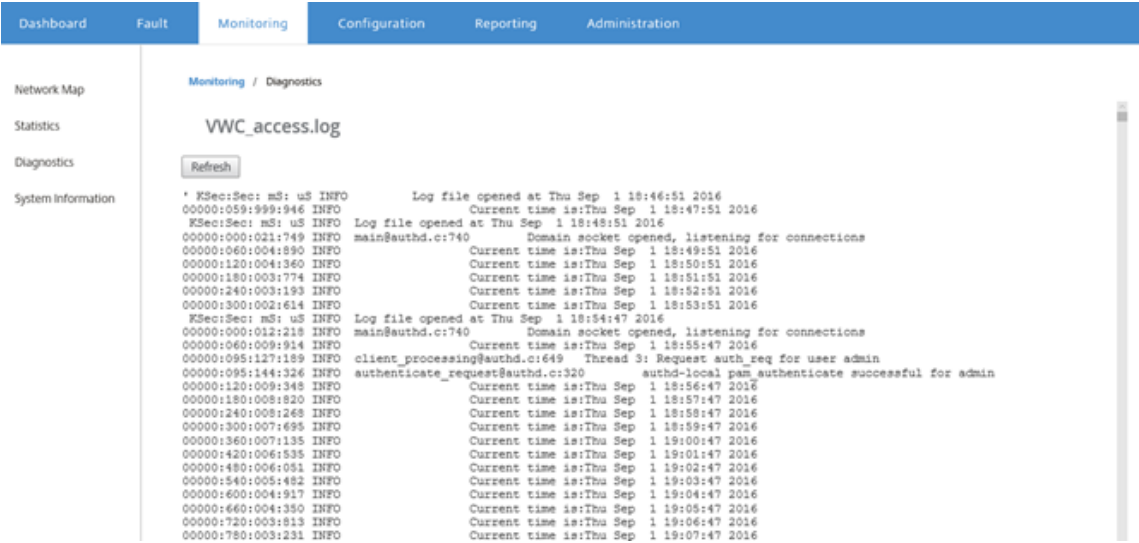 Dashboard Fault Monitoring Configuration Reporting Administration
Monitoring / Diagnostics
Network Map
Statistics
Diagnostics
System Information
VWC_access.log
Refresh
' KSec:Sec: mS: uS INFO Log file opened at Thu Sep 1 18:46:51 2016
00000:059:999:946 INFO Current time is:Thu Sep 1 18:47:51 2016
KSec:Sec: mS: uS INFO Log file opened at Thu Sep 1 18:48:51 2016
00000:000:021:749 INFO main@authd.c:740 Domain socket opened, listening for connections
00000:060:004:890 INFO Current time is:Thu Sep 1 18:49:51 2016
00000:120:004:360 INFO Current time is:Thu Sep 1 18:50:51 2016
00000:180:003:774 INFO Current time is:Thu Sep 1 18:51:51 2016
00000:240:003:193 INFO Current time is:Thu Sep 1 18:52:51 2016
00000:300:002:614 INFO Current time is:Thu Sep 1 18:53:51 2016
KSec:Sec: mS: uS INFO Log file opened at Thu Sep 1 18:54:47 2016
00000:000:012:218 INFO main@authd.c:740 Domain socket opened, listening for connections
00000:060:009:914 INFO Current time is:Thu Sep 1 18:55:47 2016
00000:095:127:189 INFO client_processing@authd.c:649 Thread 3: Request auth_req for user admin
00000:095:144:326 INFO authenticate_request@authd.c:320 authd-local pam_authenticate successful for admin
00000:120:009:348 INFO Current time is:Thu Sep 1 18:56:47 2016
00000:180:008:820 INFO Current time is:Thu Sep 1 18:57:47 2016
00000:240:008:268 INFO Current time is:Thu Sep 1 18:58:47 2016
00000:300:007:695 INFO Current time is:Thu Sep 1 18:59:47 2016
00000:360:007:135 INFO Current time is:Thu Sep 1 19:00:47 2016
00000:420:006:535 INFO Current time is:Thu Sep 1 19:01:47 2016
00000:480:006:051 INFO Current time is:Thu Sep 1 19:02:47 2016
00000:540:005:482 INFO Current time is:Thu Sep 1 19:03:47 2016
00000:600:004:917 INFO Current time is:Thu Sep 1 19:04:47 2016
00000:660:004:350 INFO Current time is:Thu Sep 1 19:05:47 2016
00000:720:003:813 INFO Current time is:Thu Sep 1 19:06:47 2016
00000:780:003:231 INFO Current time is:Thu Sep 1 19:07:47 2016